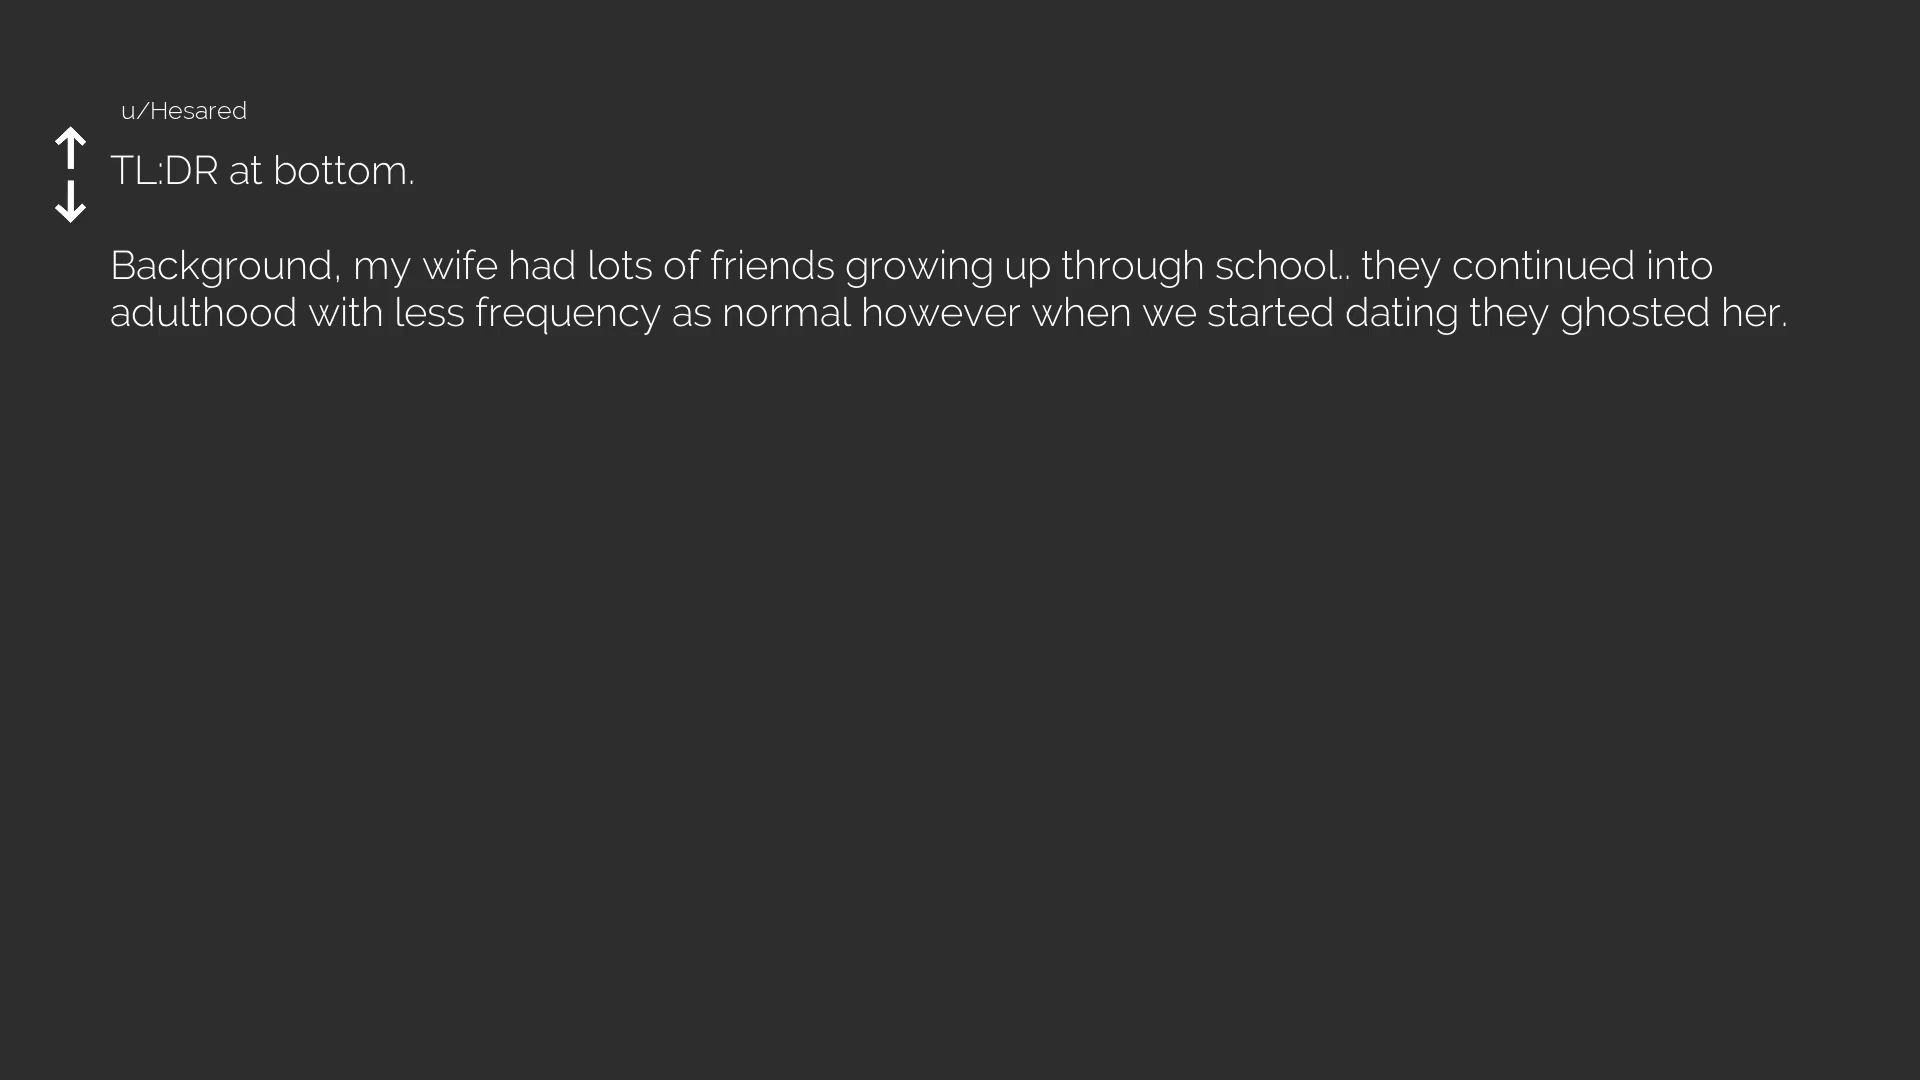 u/Hesared
TL:DR at bottom.
Background, my wife had lots of friends growing up through school.. they continued into
adulthood with less frequency as normal however when we started dating they ghosted her.